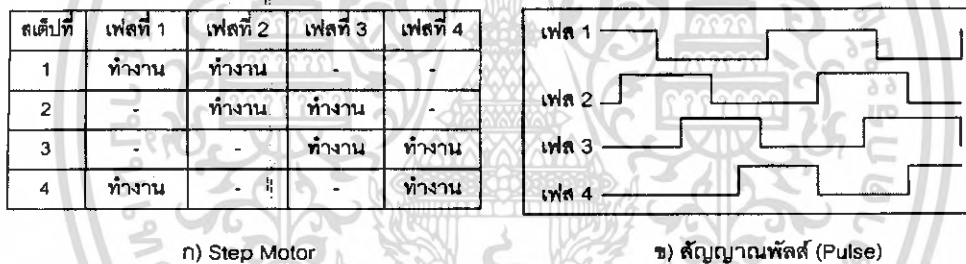 สเต็ปที่ เฟสที่ 1 เฟสที่ 2 เฟสที่ 3 เฟสที่ 4
1 ทำงาน ทำงาน - -
2 - ทำงาน ทำงาน -
3 - - ทำงาน ทำงาน
4 ทำงาน - - ทำงาน
เฟส 1
เฟส 2
เฟส 3
เฟส 4
ก) Step Motor
ข) สัญญาณพัลส์ (Pulse)